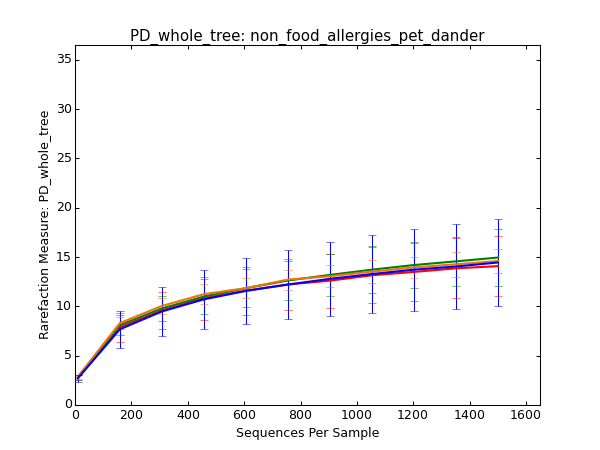 PD_whole_tree: non_food_allergies_pet_dander
35
30
25
20
15
10
5
0
Rarefaction Measure: PD_whole_tree
0 200 400 600 800 1000 1200 1400 1600
Sequences Per Sample